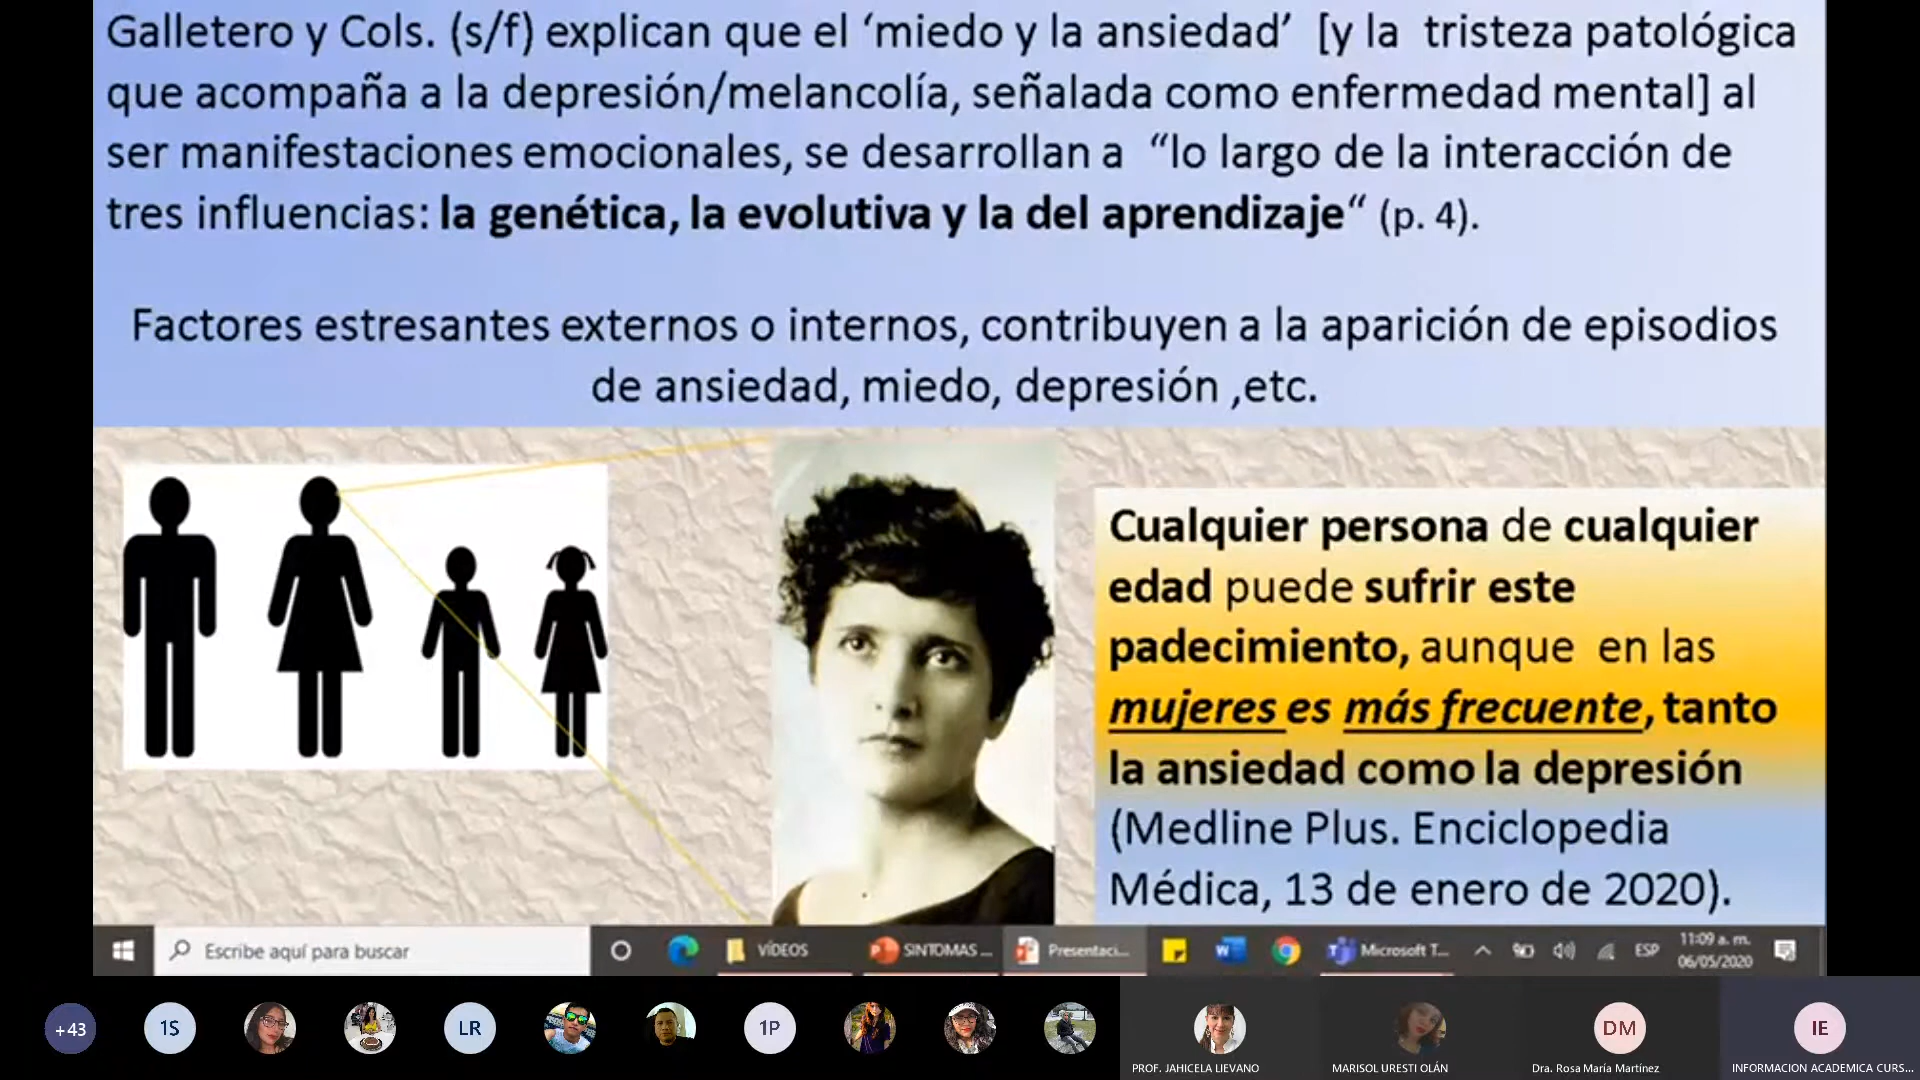 Galletero y Cols. (s/f) explican que el ‘miedo y la ansiedad’ [y la tristeza patológica
que acompaña a la depresión/melancolía, señalada como enfermedad mental] al
ser manifestaciones emocionales, se desarrollan a “lo largo de la interacción de
tres influencias: la genética, la evolutiva y la del aprendizaje“ (p. 4).
Factores estresantes externos o internos, contribuyen a la aparición de episodios
de ansiedad, miedo, depresión ,etc.
Cualquier persona de cualquier
edad puede sufrir este
padecimiento, aunque en las
mujeres es más frecuente, tanto
la ansiedad como la depresión
(Medline Plus. Enciclopedia
Médica, 13 de enero de 2020).
Escribe aquí para buscar
VÍDEOS
SINTOMAS ...
Presentaci...
Microsoft T...
ESP
11:09 a. m.
06/05/2020
+43
1S
LR
1P
DM
IE
PROF. JAHICELA LIEVANO
MARISOL URESTI OLÁN
Dra. Rosa María Martínez
INFORMACION ACADEMICA CURS...